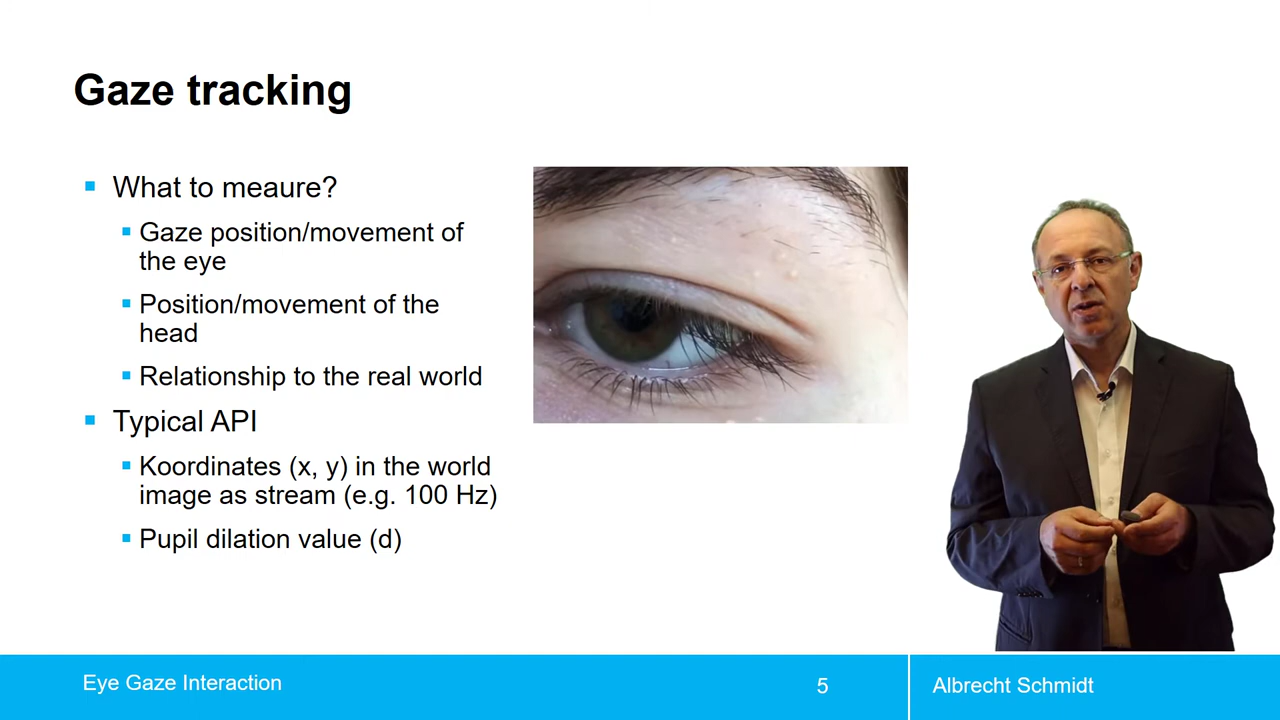 Gaze tracking
What to meaure?
Gaze position/movement of
the eye
Position/movement of the
head
Relationship to the real world
Typical API
Koordinates (x, y) in the world
image as stream (e.g. 100 Hz)
Pupil dilation value (d)
Eye Gaze Interaction
5
Albrecht Schmidt